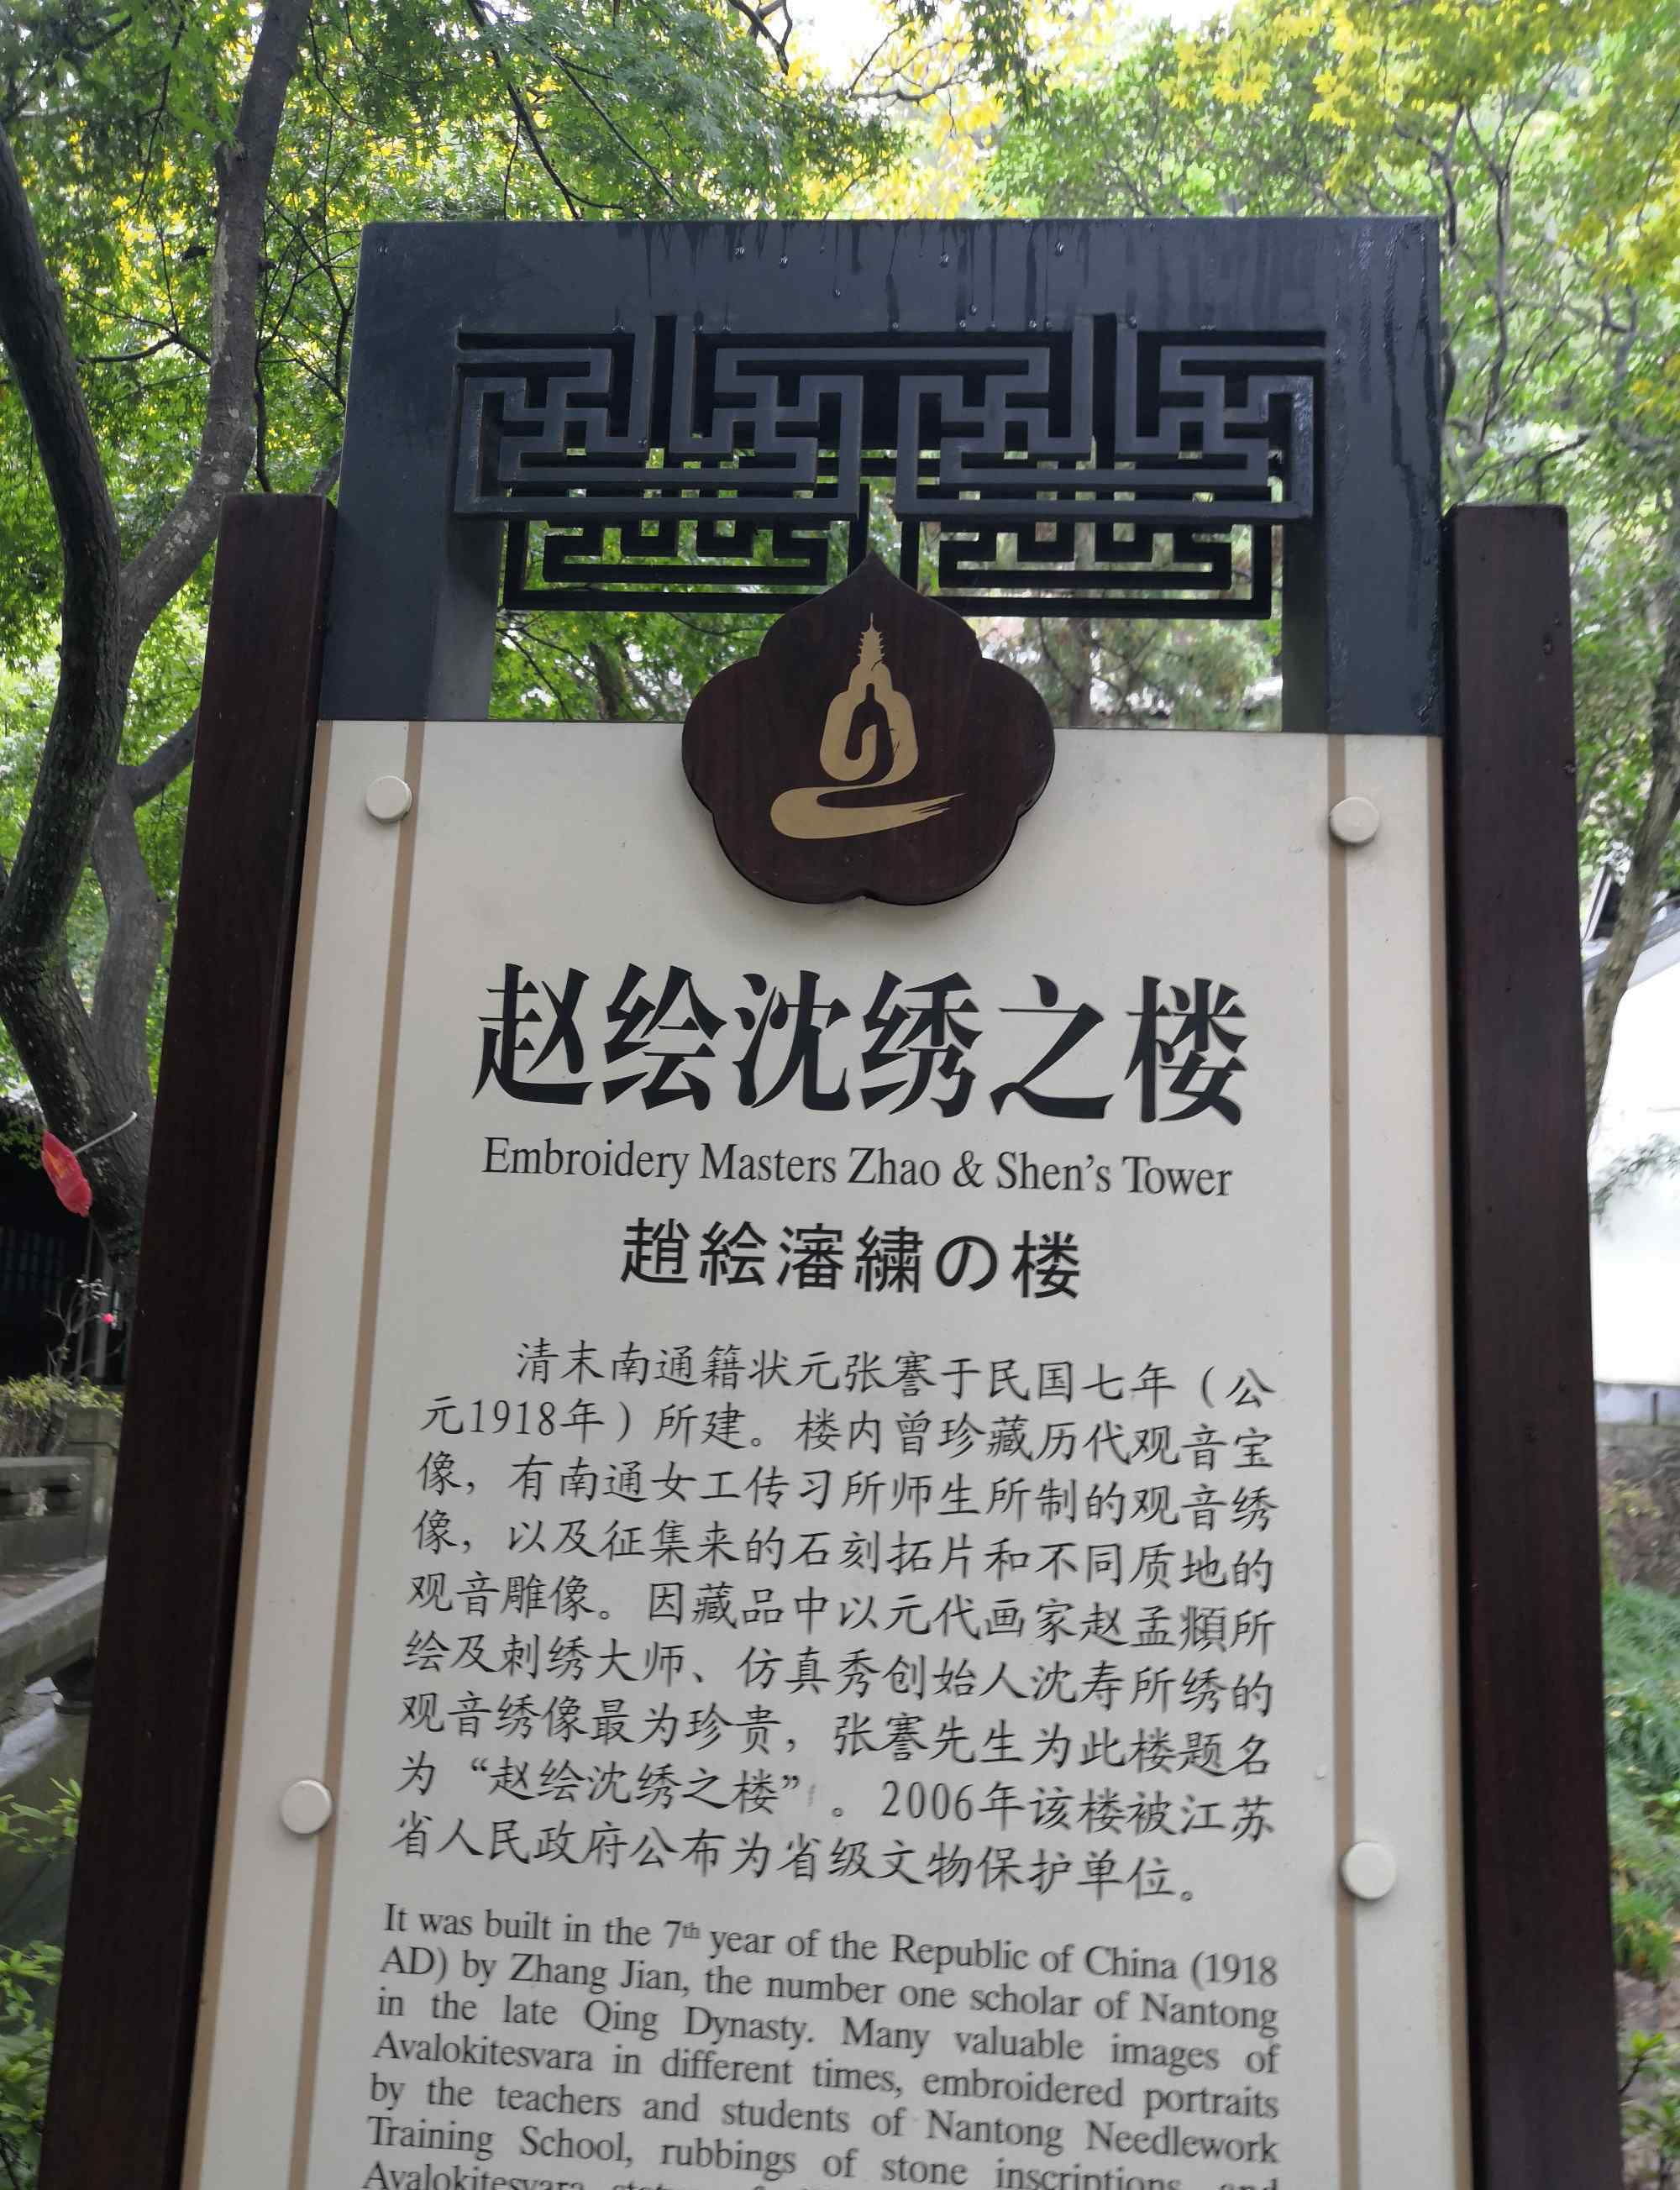 赵绘沈绣之楼
Embroidery Masters Zhao & Shen's Tower
趙絵瀋繍の楼
清末南通籍状元张謇于民国七年（公
元1918年）所建。楼内曾珍藏历代观音宝
像，有南通女工传习所师生所制的观音绣
像，以及征集来的石刻拓片和不同质地的
观音雕像。因藏品中以元代画家赵孟頫所
绘及刺绣大师、仿真秀创始人沈寿所绣的
观音绣像最为珍贵，张謇先生为此楼题名
为“赵绘沈绣之楼”。2006年该楼被江苏
省人民政府公布为省级文物保护单位。
It was built in the 7th year of the Republic of China (1918
AD) by Zhang Jian, the number one scholar of Nantong
in the late Qing Dynasty. Many valuable images of
Avalokitesvara in different times, embroidered portraits
by the teachers and students of Nantong Needlework
Training School, rubbings of stone inscriptions and
Avalokitesvara